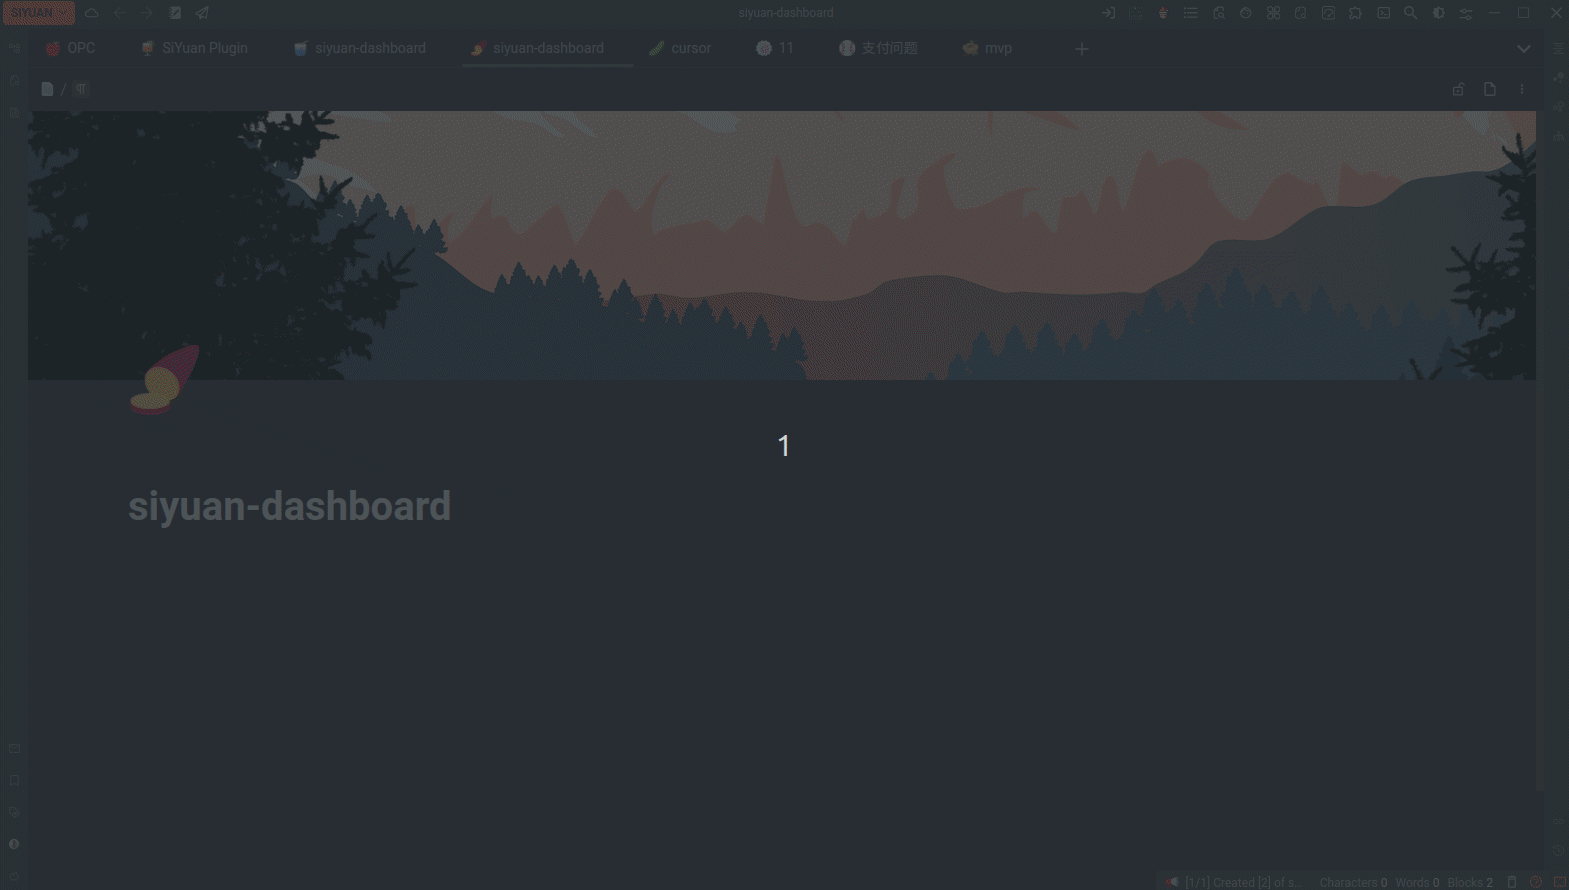 SIYUAN
siyuan-dashboard
OPC
SiYuan Plugin
siyuan-dashboard
siyuan-dashboard
cursor
11
支付问题
mvp
/
1
siyuan-dashboard
[1/1] Created [2] of s... Characters 0 Words 0 Blocks 2